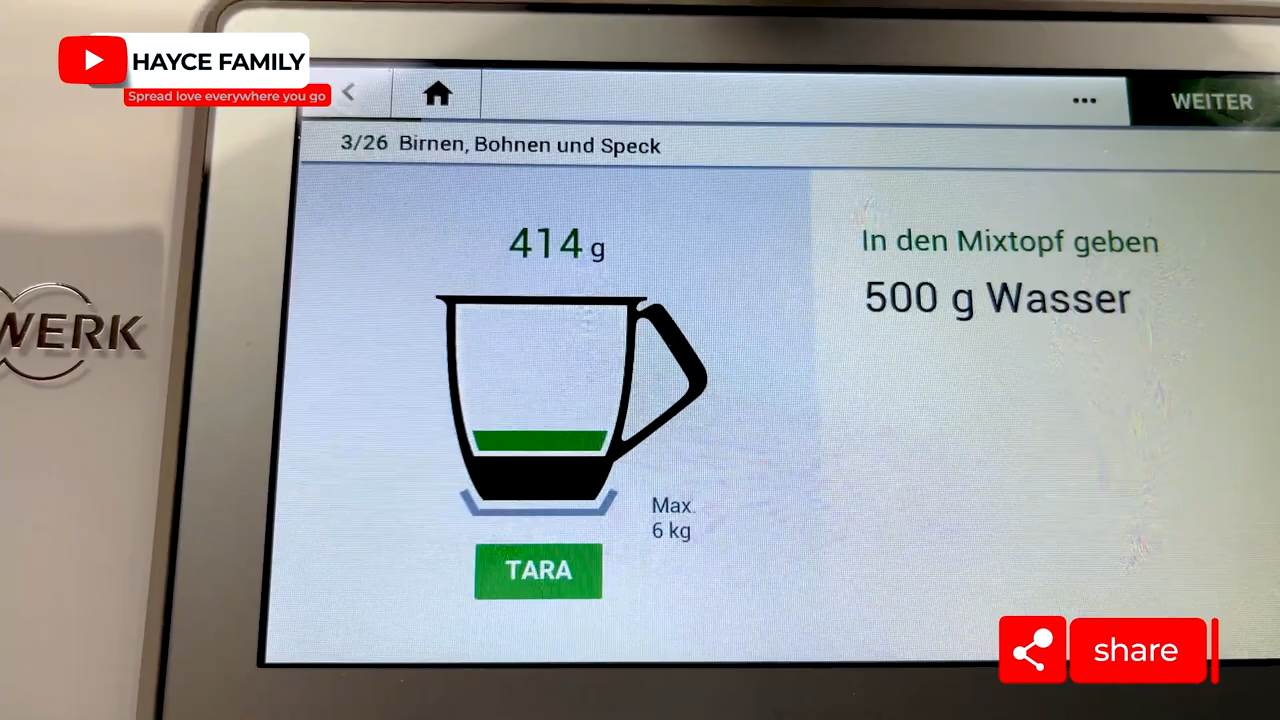 HAYCE FAMILY
Spread love everywhere you go
WEITER
3/26 Birnen, Bohnen und Speck
414 g
In den Mixtopf geben
500 g Wasser
WERK
Max.
6 kg
TARA
share